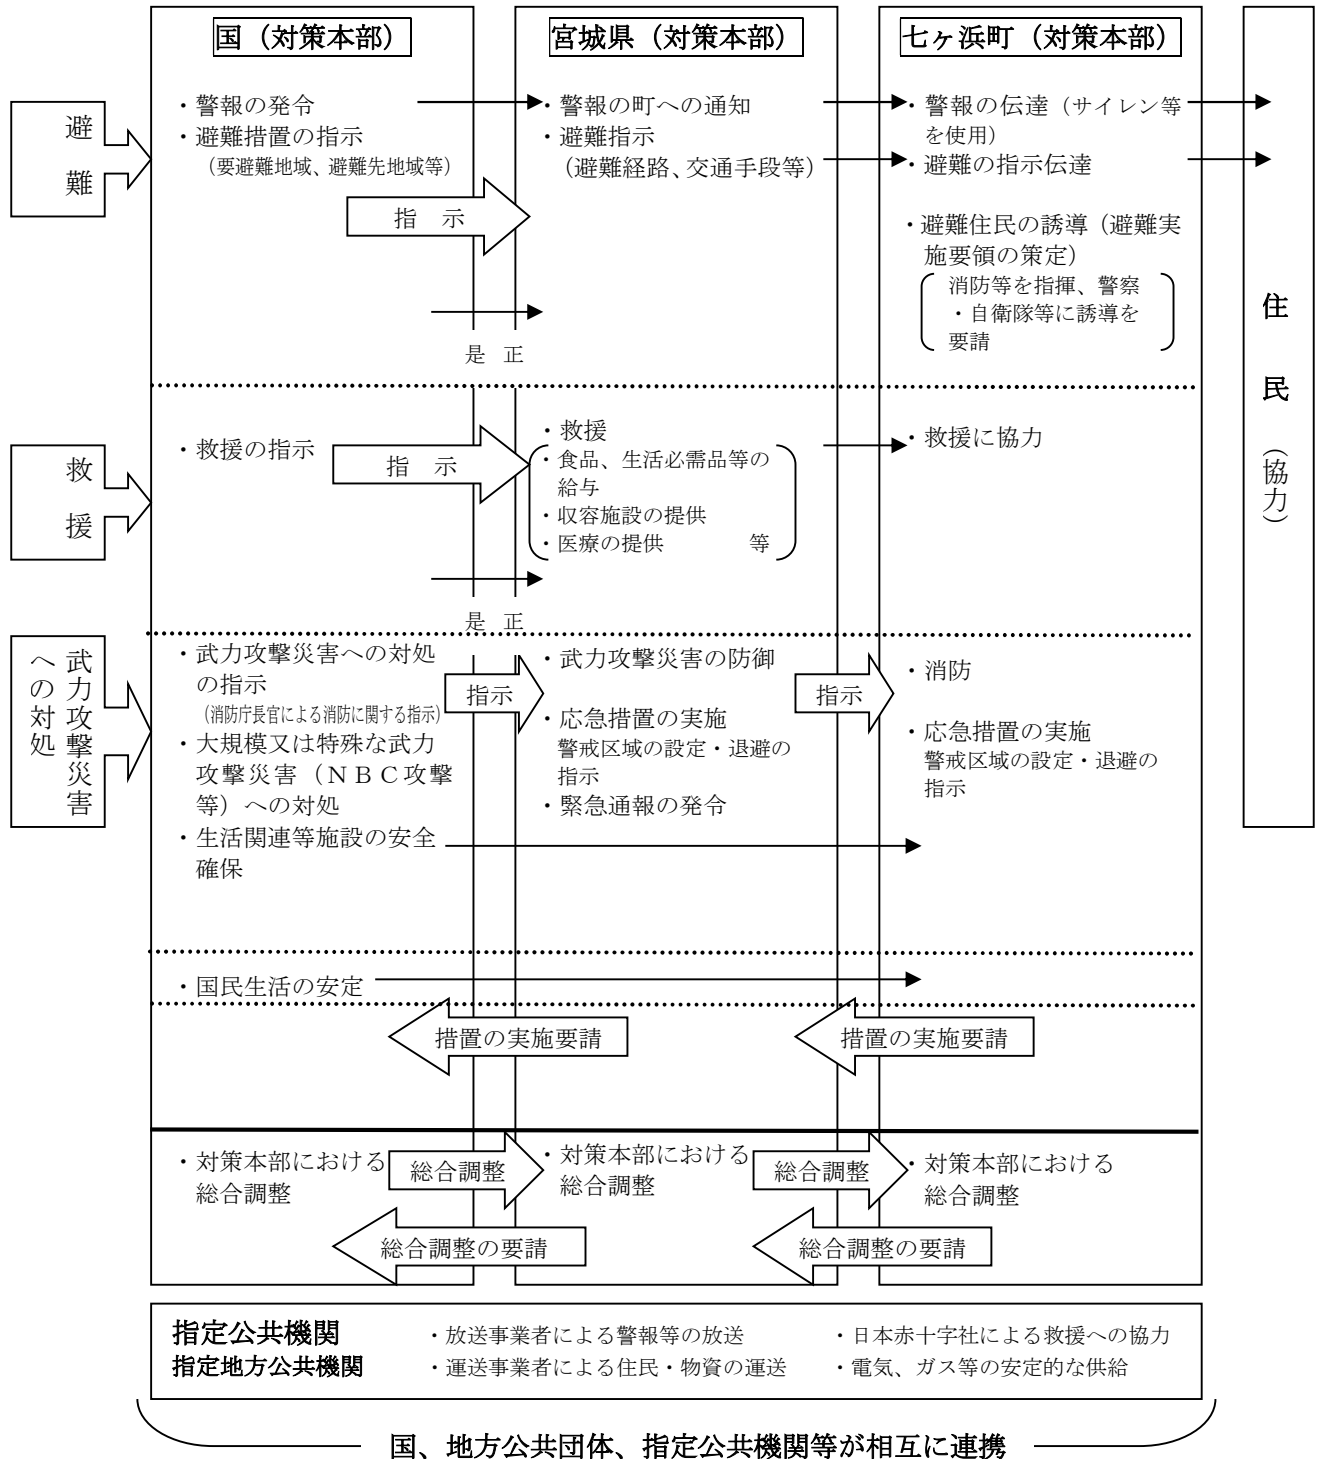 国（対策本部）
宮城県（対策本部）
七ヶ浜町（対策本部）
避難
・警報の発令
・避難措置の指示
（要避難地域、避難先地域等）
指　示
是　正
・警報の町への通知
・避難指示
（避難経路、交通手段等）
・警報の伝達（サイレン等
を使用）
・避難の指示伝達
・避難住民の誘導（避難実
施要領の策定）
消防等を指揮、警察
・自衛隊等に誘導を
要請
住民（協力）
救援
・救援の指示
指　示
是　正
・救援
・食品、生活必需品等の
給与
・収容施設の提供
・医療の提供　　　　等
・救援に協力
武力攻撃災害
への対処
・武力攻撃災害への対処
の指示
（消防庁長官による消防に関する指示）
・大規模又は特殊な武力
攻撃災害（ＮＢＣ攻撃
等）への対処
・生活関連等施設の安全
確保
指示
・武力攻撃災害の防御
・応急措置の実施
警戒区域の設定・退避の
指示
・緊急通報の発令
指示
・消防
・応急措置の実施
警戒区域の設定・退避の
指示
・国民生活の安定
措置の実施要請
措置の実施要請
・対策本部における
総合調整
総合調整
・対策本部における
総合調整
総合調整
・対策本部における
総合調整
総合調整の要請
総合調整の要請
指定公共機関
指定地方公共機関
・放送事業者による警報等の放送
・運送事業者による住民・物資の運送
・日本赤十字社による救援への協力
・電気、ガス等の安定的な供給
国、地方公共団体、指定公共機関等が相互に連携